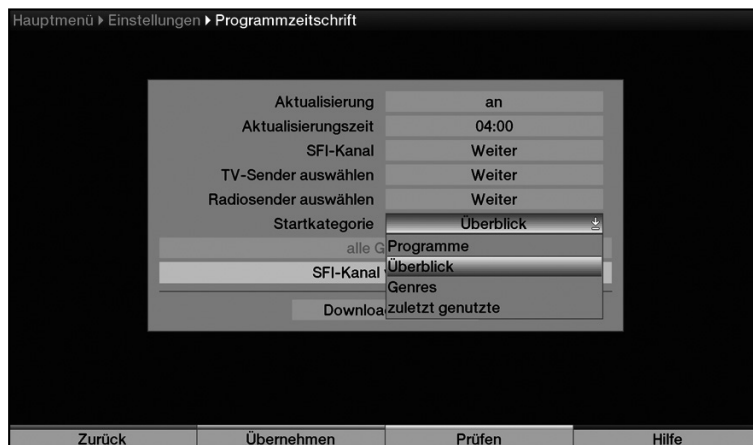 Hauptmenü ▸ Einstellungen ▸ Programmzeitschrift
Aktualisierung an
Aktualisierungszeit 04:00
SFI-Kanal Weiter
TV-Sender auswählen Weiter
Radiosender auswählen Weiter
Startkategorie Überblick
alle
Programme
SFI-Kanal
Überblick
Genres
zuletzt genutzte
Zurück Übernehmen Prüfen Hilfe